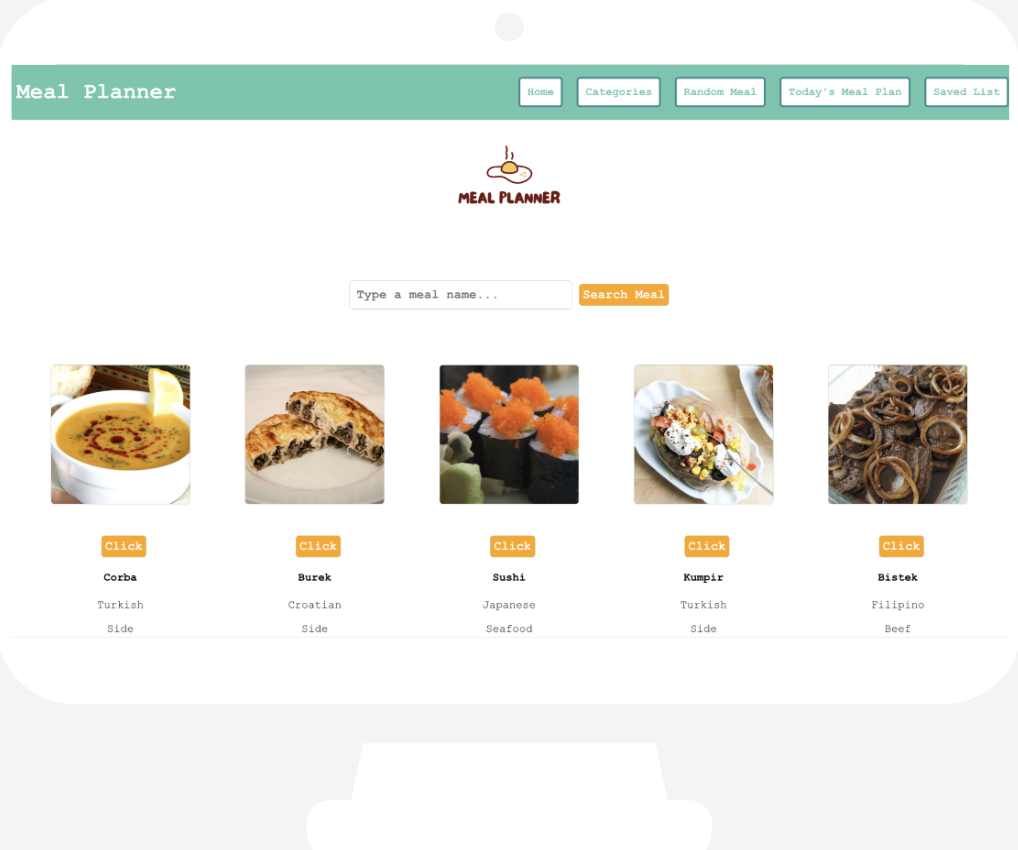 Meal Planner
Home
Categories
Random Meal
Today's Meal Plan
Saved List
MEAL PLANNER
Type a meal name...
Search Meal
Click
Click
Click
Click
Click
Corba
Burek
Sushi
Kumpir
Bistek
Turkish
Croatian
Japanese
Turkish
Filipino
Side
Side
Seafood
Side
Beef